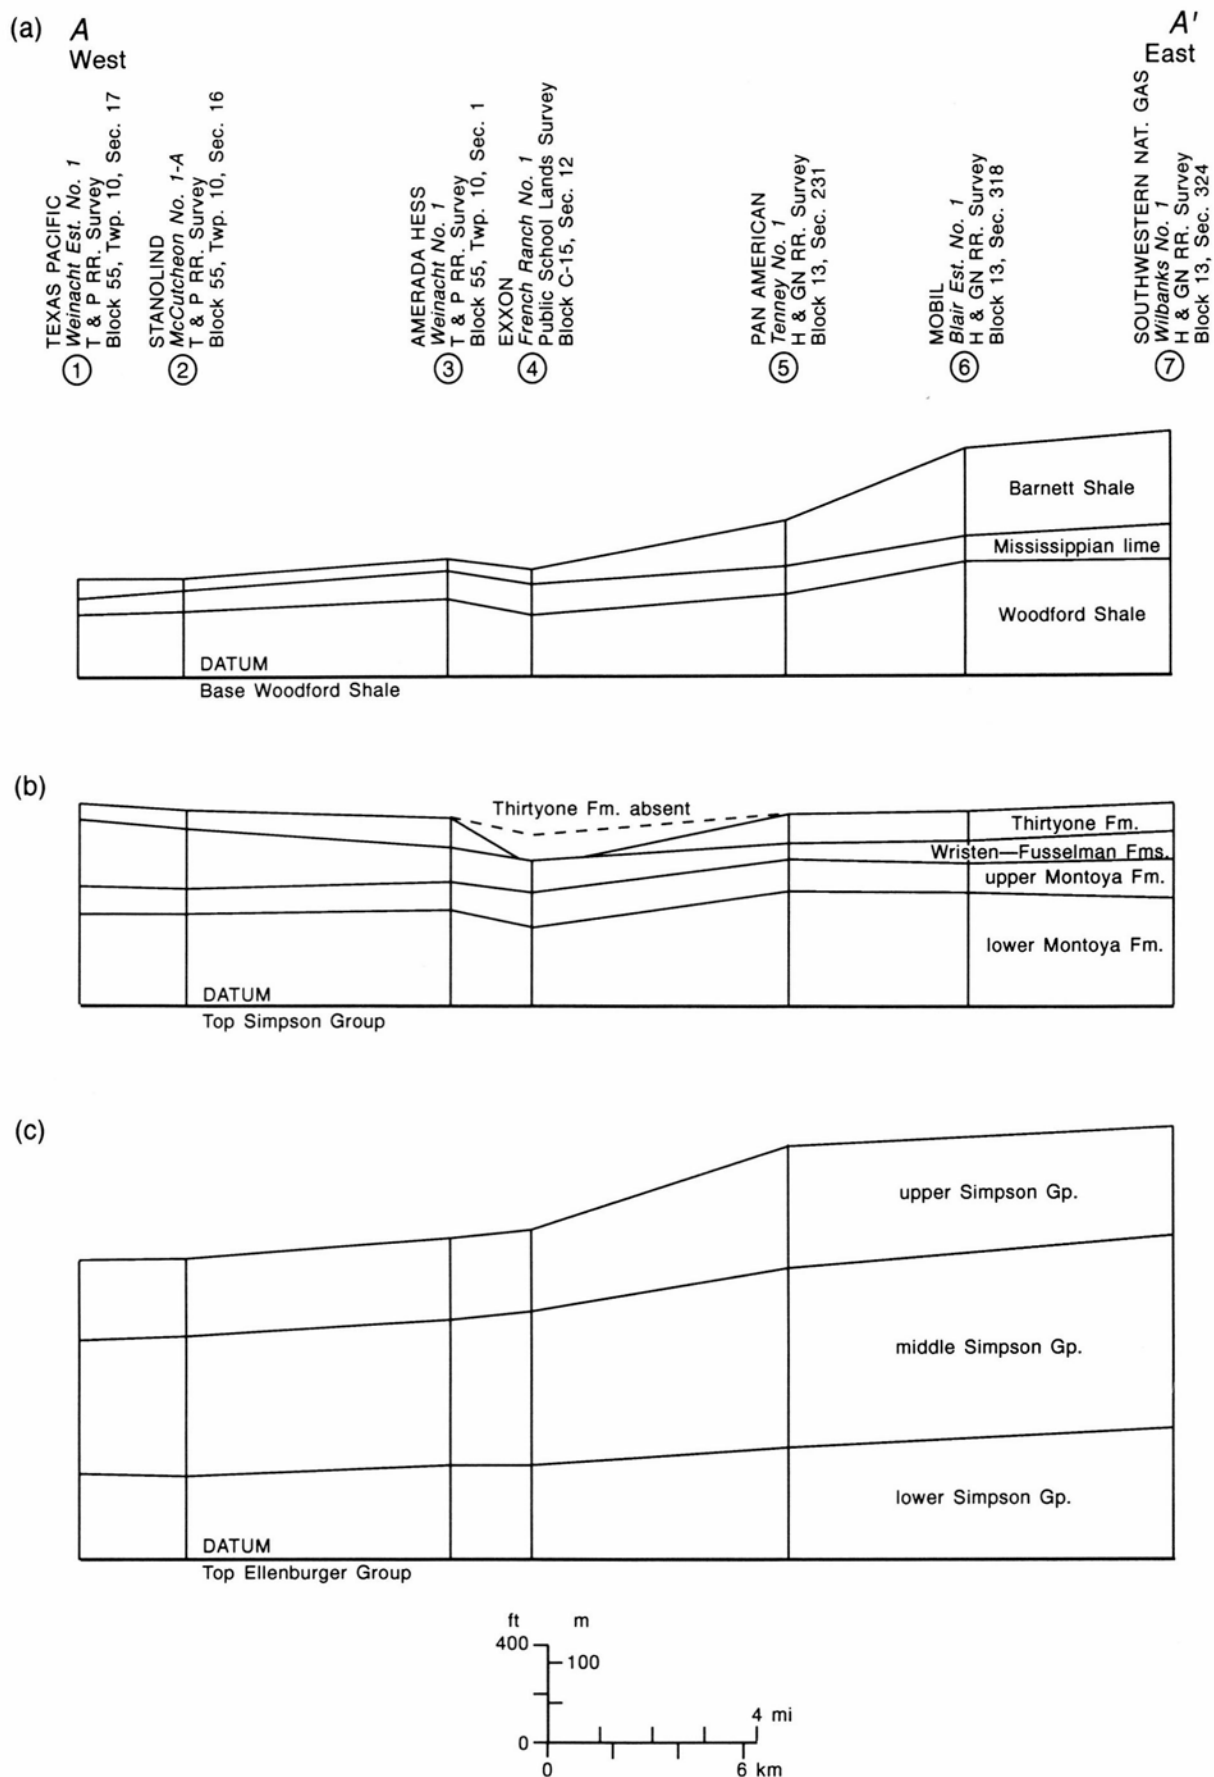 (a)
A
West
A'
East
TEXAS PACIFIC
Weinacht Est. No. 1
T & P RR. Survey
Block 55, Twp. 10, Sec. 17
STANOLIND
McCutcheon No. 1-A
T & P RR. Survey
Block 55, Twp. 10, Sec. 16
AMERADA HESS
Weinacht No. 1
T & P RR. Survey
Block 55, Twp. 10, Sec. 1
EXXON
French Ranch No. 1
Public School Lands Survey
Block C-15, Sec. 12
PAN AMERICAN
Tenney No. 1
H & GN RR. Survey
Block 13, Sec. 231
MOBIL
Blair Est. No. 1
H & GN RR. Survey
Block 13, Sec. 318
SOUTHWESTERN NAT. GAS
Wilbanks No. 1
H & GN RR. Survey
Block 13, Sec. 324
1
2
3
4
5
6
7
Barnett Shale
Mississippian lime
Woodford Shale
DATUM
Base Woodford Shale
(b)
Thirtyone Fm. absent
Thirtyone Fm.
Wristen—Fusselman Fms.
upper Montoya Fm.
lower Montoya Fm.
DATUM
Top Simpson Group
(c)
upper Simpson Gp.
middle Simpson Gp.
lower Simpson Gp.
DATUM
Top Ellenburger Group
ft m
400
100
4 mi
0
0 6 km